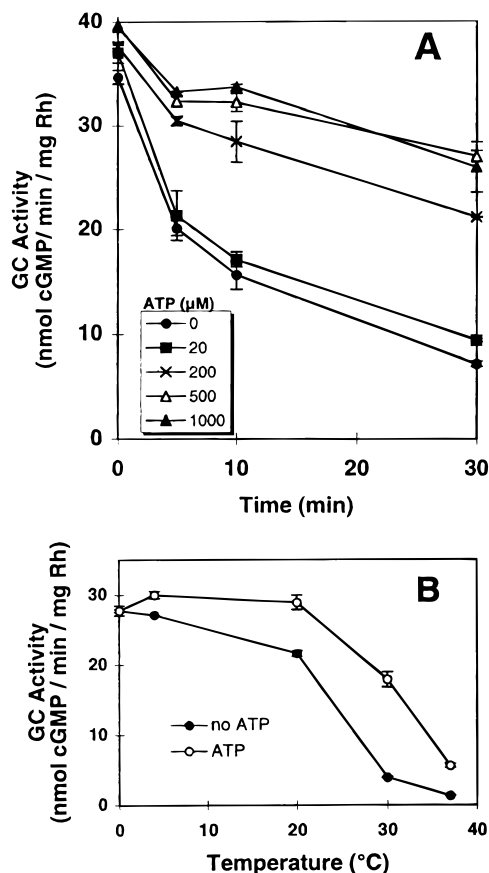 A
40
30
20
10
0
GC Activity
(nmol cGMP/ min / mg Rh)
ATP (µM)
0
20
200
500
1000
0 10 20 30
Time (min)
B
30
20
10
0
GC Activity
(nmol cGMP / min / mg Rh)
no ATP
ATP
0 10 20 30 40
Temperature (°C)